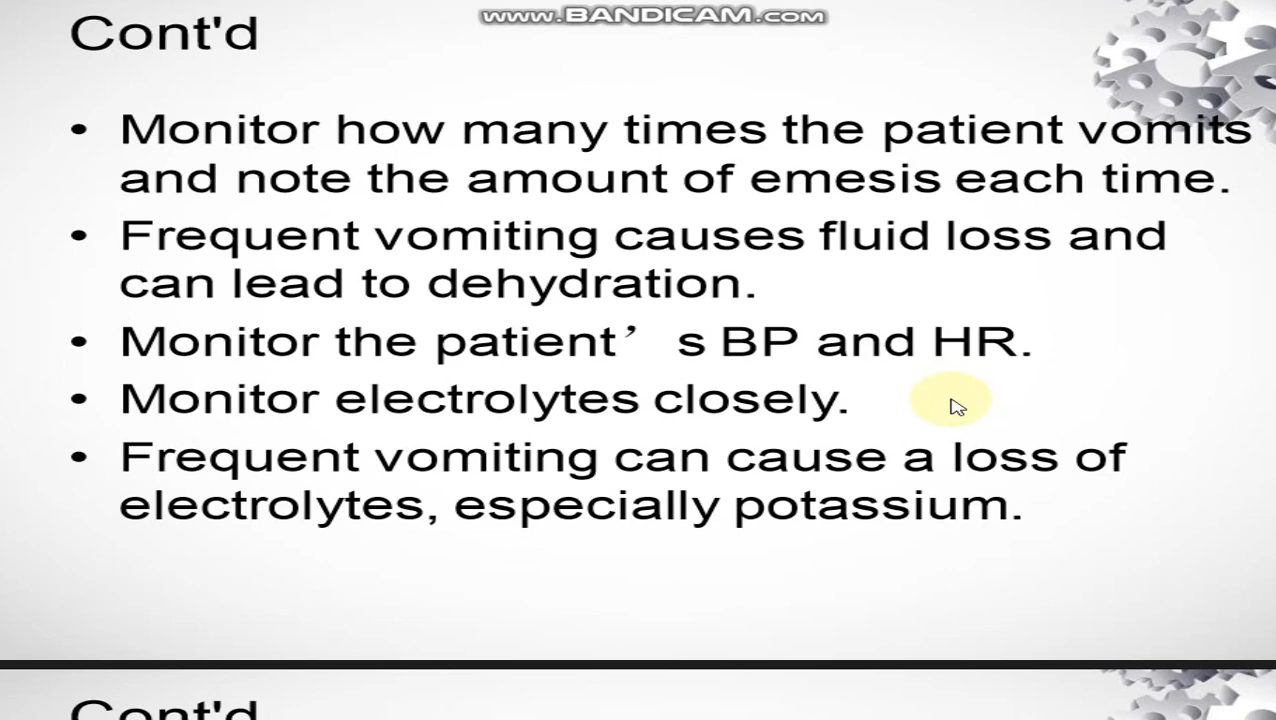 www.BANDICAM.com
Cont'd
• Monitor how many times the patient vomits
and note the amount of emesis each time.
• Frequent vomiting causes fluid loss and
can lead to dehydration.
• Monitor the patient’ s BP and HR.
• Monitor electrolytes closely.
• Frequent vomiting can cause a loss of
electrolytes, especially potassium.
Cont'd